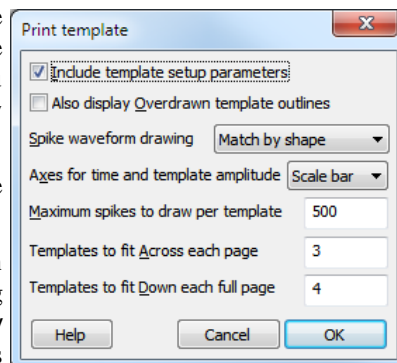 Print template
Include template setup parameters
Also display Overdrawn template outlines
Spike waveform drawing Match by shape
Axes for time and template amplitude Scale bar
Maximum spikes to draw per template 500
Templates to fit Across each page 3
Templates to fit Down each full page 4
Help Cancel OK